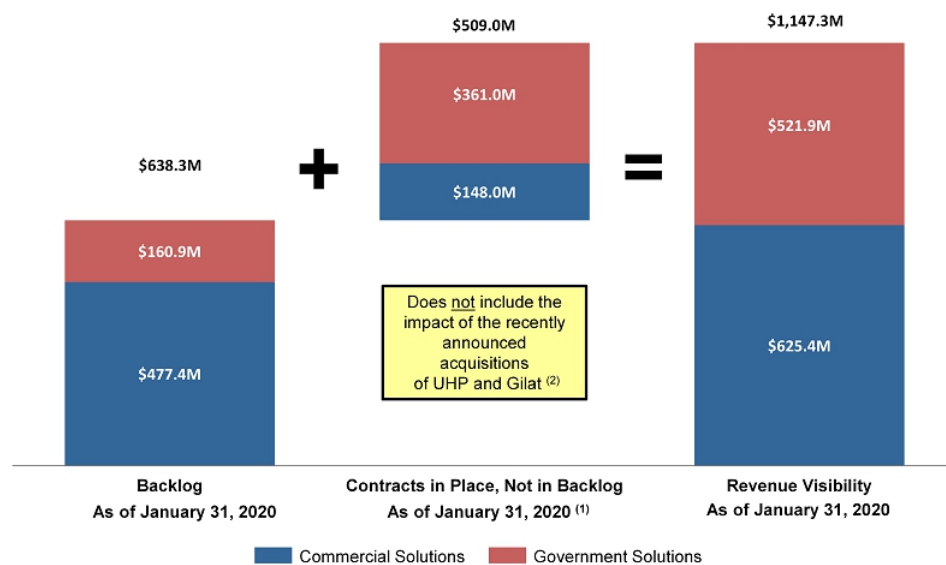 $509.0M
$1,147.3M
$361.0M
$521.9M
$638.3M
+
=
$148.0M
$160.9M
Does not include the
impact of the recently
announced
acquisitions
of UHP and Gilat (2)
$625.4M
$477.4M
Backlog
As of January 31, 2020
Contracts in Place, Not in Backlog
As of January 31, 2020 (1)
Revenue Visibility
As of January 31, 2020
Commercial Solutions
Government Solutions